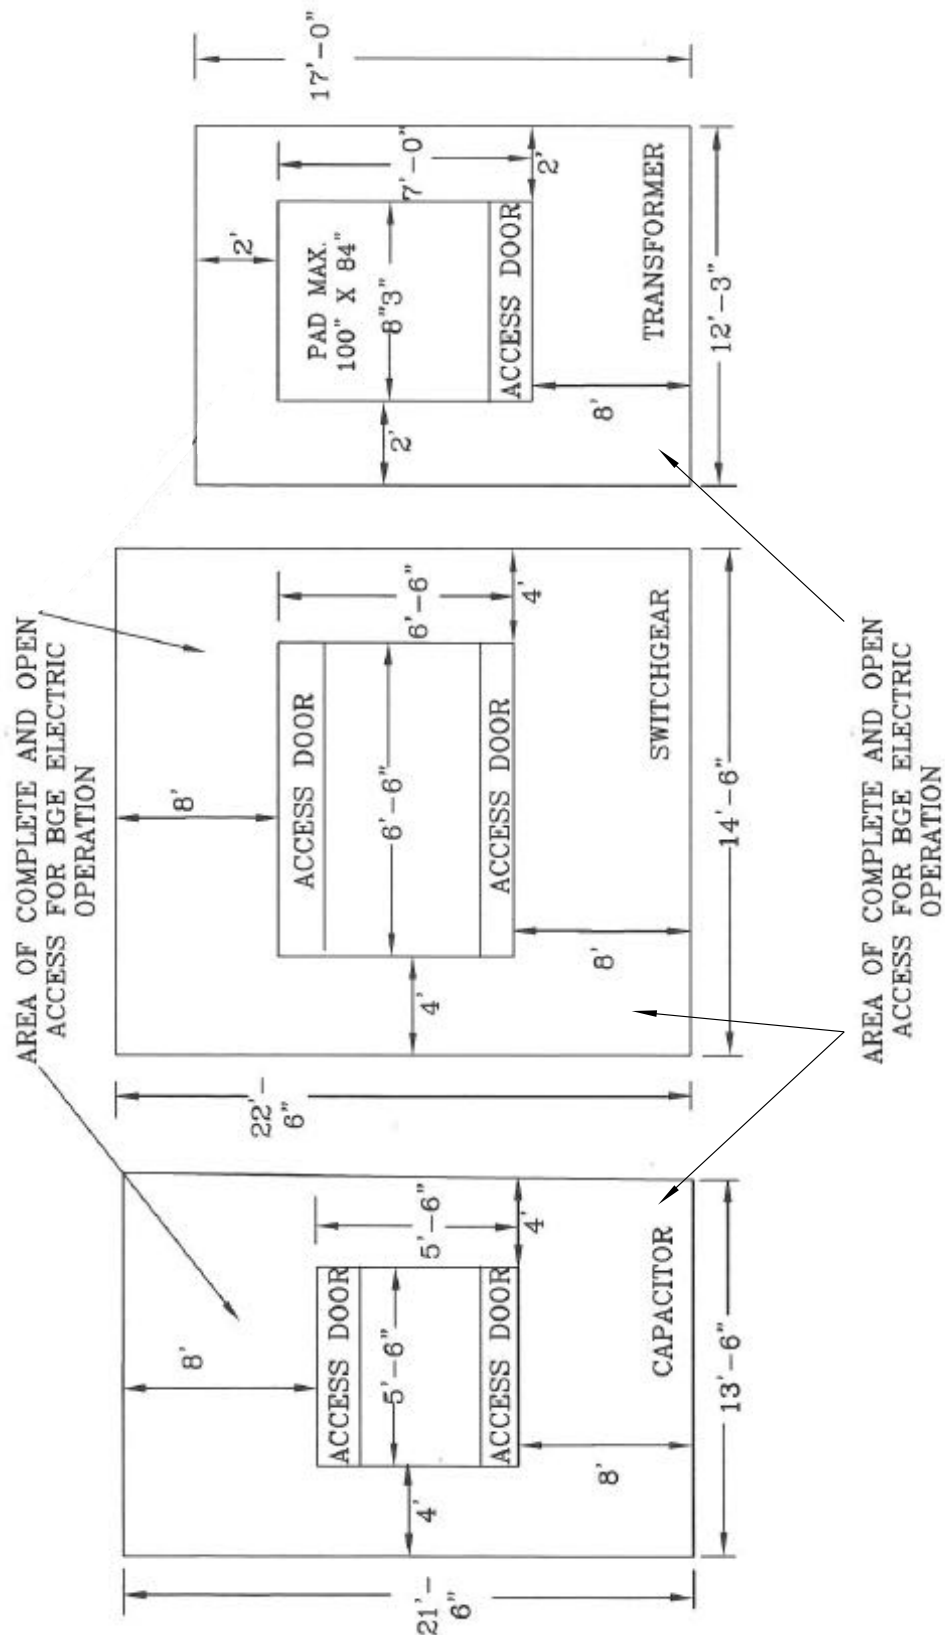 AREA OF COMPLETE AND OPEN
ACCESS FOR BGE ELECTRIC
OPERATION
21'-
6"
8'
ACCESS DOOR
5'-6"
5'-6"
4'
ACCESS DOOR
4'
8'
CAPACITOR
13'-6"
22'-
6"
8'
ACCESS DOOR
6'-6"
6'-6"
4'
ACCESS DOOR
4'
8'
SWITCHGEAR
14'-6"
17'-0"
2'
PAD MAX.
100" X 84"
8"3"
7'-0"
2'
ACCESS DOOR
2'
8'
TRANSFORMER
12'-3"
AREA OF COMPLETE AND OPEN
ACCESS FOR BGE ELECTRIC
OPERATION